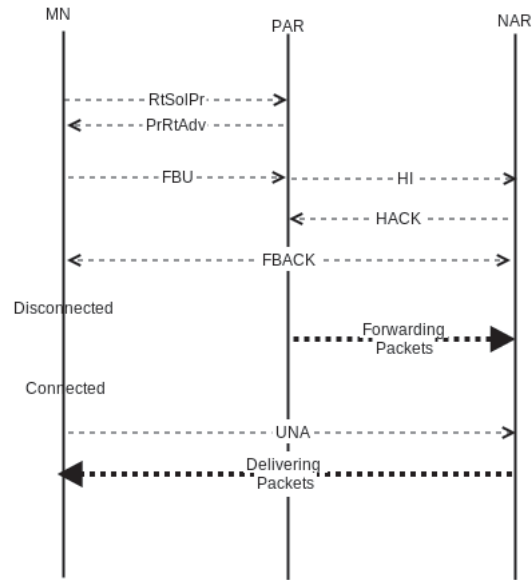 MN
PAR
NAR
RtSolPr
PrRtAdv
FBU
HI
HACK
FBACK
Disconnected
Forwarding
Packets
Connected
UNA
Delivering
Packets